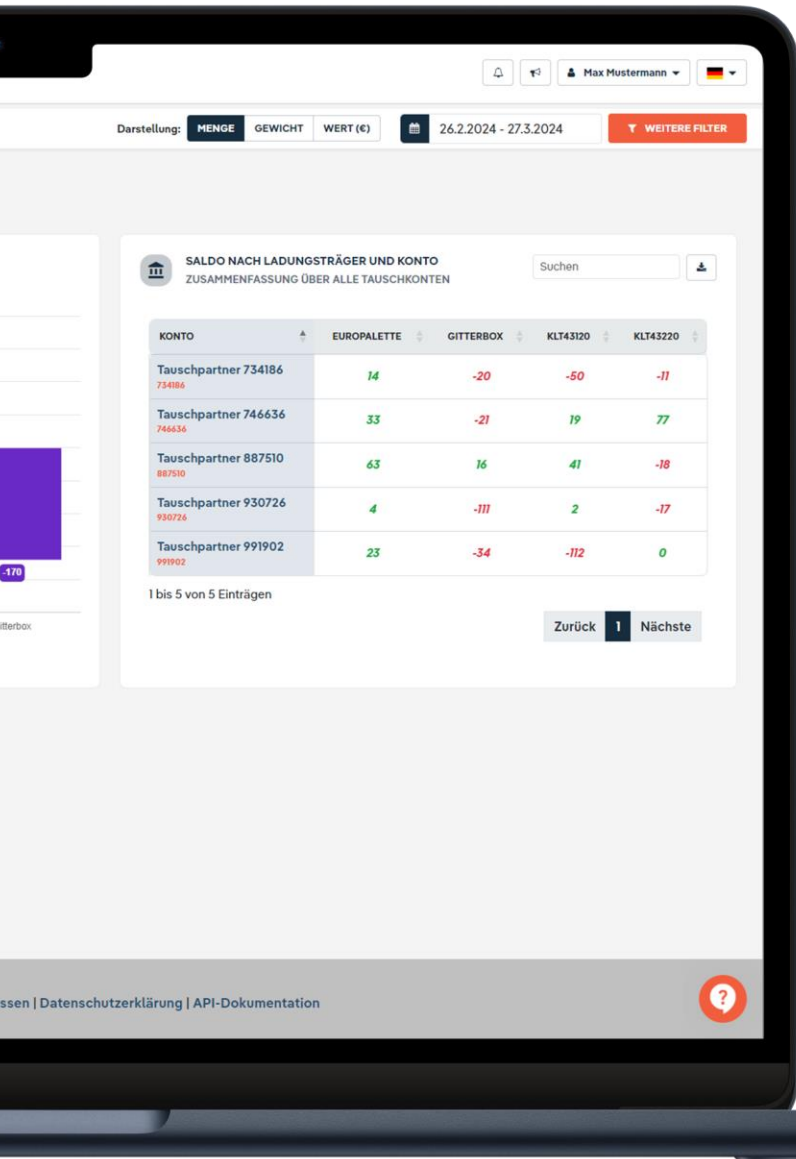 Max Mustermann
Darstellung: MENGE GEWICHT WERT (€) 26.2.2024 - 27.3.2024 WEITERE FILTER
SALDO NACH LADUNGSTRÄGER UND KONTO
ZUSAMMENFASSUNG ÜBER ALLE TAUSCHKONTEN
Suchen
KONTO EUROPALETTE GITTERBOX KLT43120 KLT43220
Tauschpartner 734186 14 -20 -50 -11
734186
Tauschpartner 746636 33 -21 19 77
746636
Tauschpartner 887510 63 16 41 -18
887510
Tauschpartner 930726 4 -111 2 -17
930726
Tauschpartner 991902 23 -34 -112 0
991902
-170
itterbox
1 bis 5 von 5 Einträgen
Zurück 1 Nächste
ssen | Datenschutzerklärung | API-Dokumentation
?